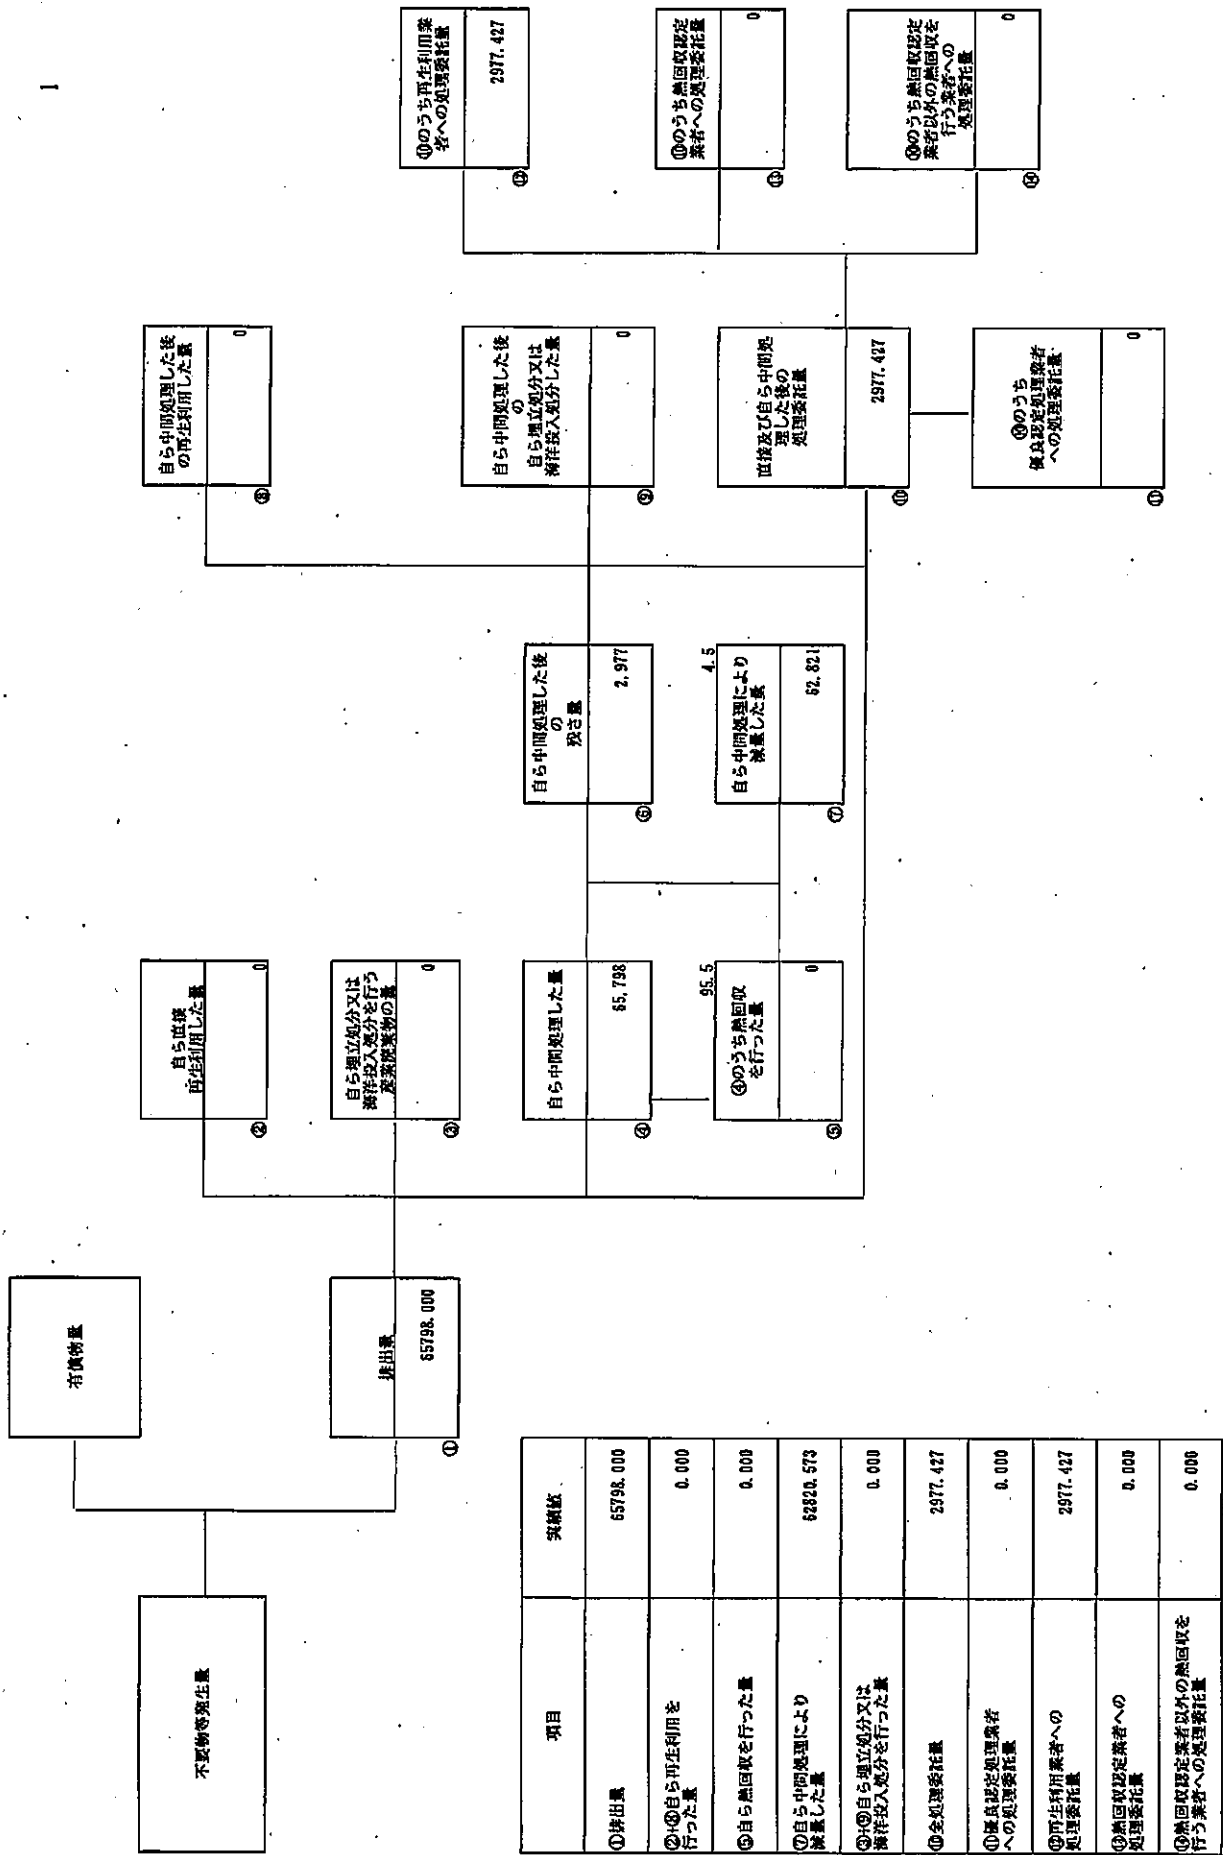 1
不要物等発生量
有償物量
排出量
65798.000
①
自ら直接
再生利用した量
0
②
自ら埋立処分又は
海洋投入処分を行う
産業廃棄物の量
0
③
自ら中間処理した量
65,798
④
95.5
④のうち熱回収
を行った量
0
⑤
自ら中間処理した後
の
残さ量
2,977
⑥
4.5
自ら中間処理により
減量した量
62,821
⑦
自ら中間処理した後
の再生利用した量
0
⑧
自ら中間処理した後
の
自ら埋立処分又は
海洋投入処分した量
0
⑨
直接及び自ら中間処
理した後の
処理委託量
2977.427
⑩
⑩のうち
優良認定処理業者
への処理委託量
0
⑪
⑩のうち再生利用業
者への処理委託量
2977.427
⑫
⑩のうち熱回収認定
業者への処理委託量
0
⑬
⑩のうち熱回収認定
業者以外の熱回収を
行う業者への
処理委託量
0
⑭
項目
実績値
①排出量
65798.000
②+⑧自ら再生利用を
行った量
0.000
⑤自ら熱回収を行った量
0.000
⑦自ら中間処理により
減量した量
62820.573
③+⑨自ら埋立処分又は
海洋投入処分を行った量
0.000
⑩全処理委託量
2977.427
⑪優良認定処理業者
への処理委託量
0.000
⑫再生利用業者への
処理委託量
2977.427
⑬熱回収認定業者への
処理委託量
0.000
⑭熱回収認定業者以外の熱回収を
行う業者への処理委託量
0.000